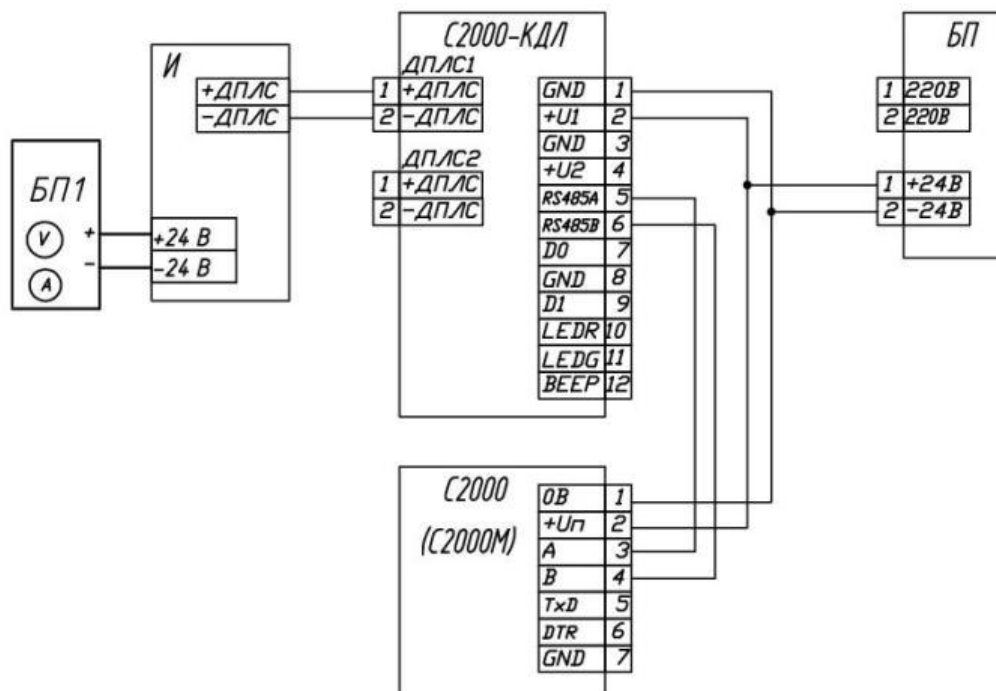 БП1
V
A
+
-
И
+ДПЛС
-ДПЛС
+24 В
-24 В
С2000-КДЛ
ДПЛС1
1 +ДПЛС
2 -ДПЛС
ДПЛС2
1 +ДПЛС
2 -ДПЛС
GND 1
+U1 2
GND 3
+U2 4
RS485A 5
RS485B 6
D0 7
GND 8
D1 9
LEDR 10
LEDG 11
BEEP 12
БП
1 220В
2 220В
1 +24В
2 -24В
С2000
(С2000М)
0В 1
+Uп 2
A 3
B 4
TxD 5
DTR 6
GND 7